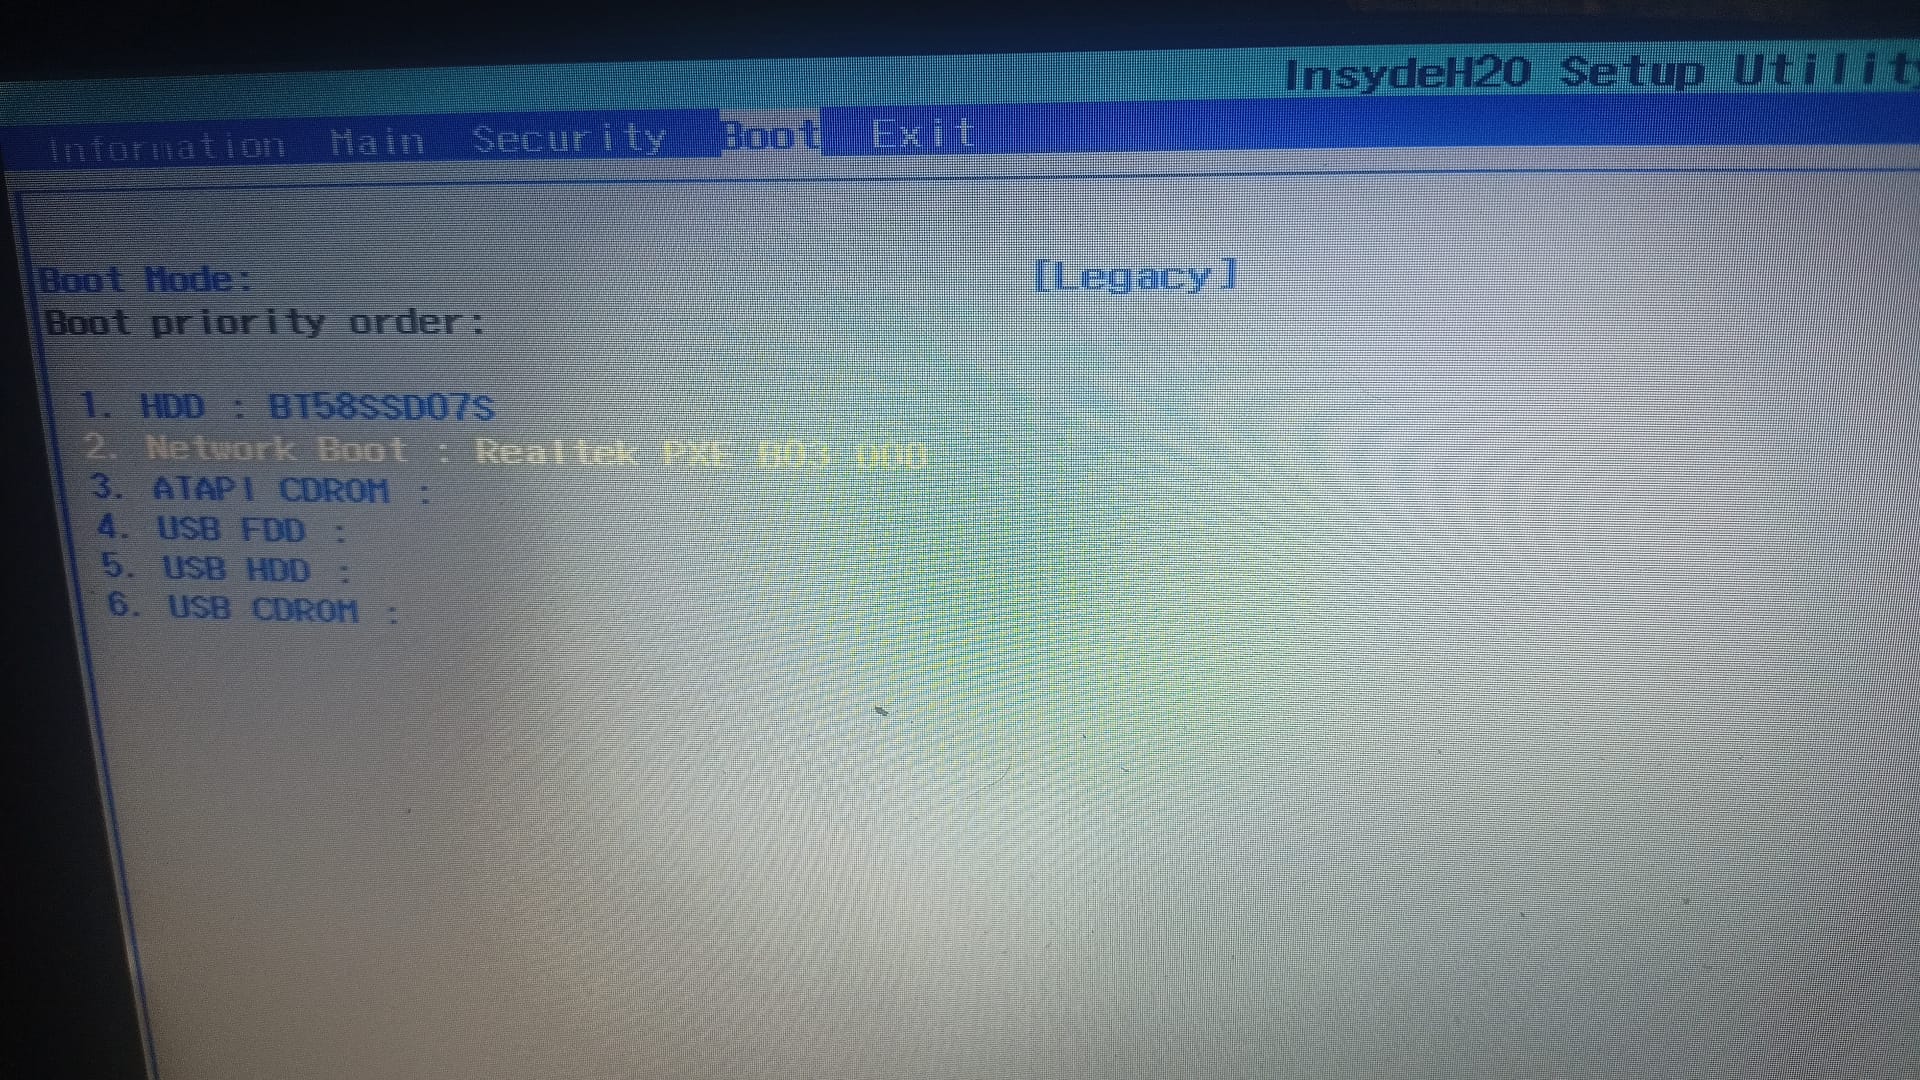 InsydeH20 Setup Utility
Information Main Security Boot Exit
Boot Mode: [Legacy]
Boot priority order:
1. HDD : BT58SSD07S
2. Network Boot : Realtek PXE B03 D00
3. ATAPI CDROM :
4. USB FDD :
5. USB HDD :
6. USB CDROM :